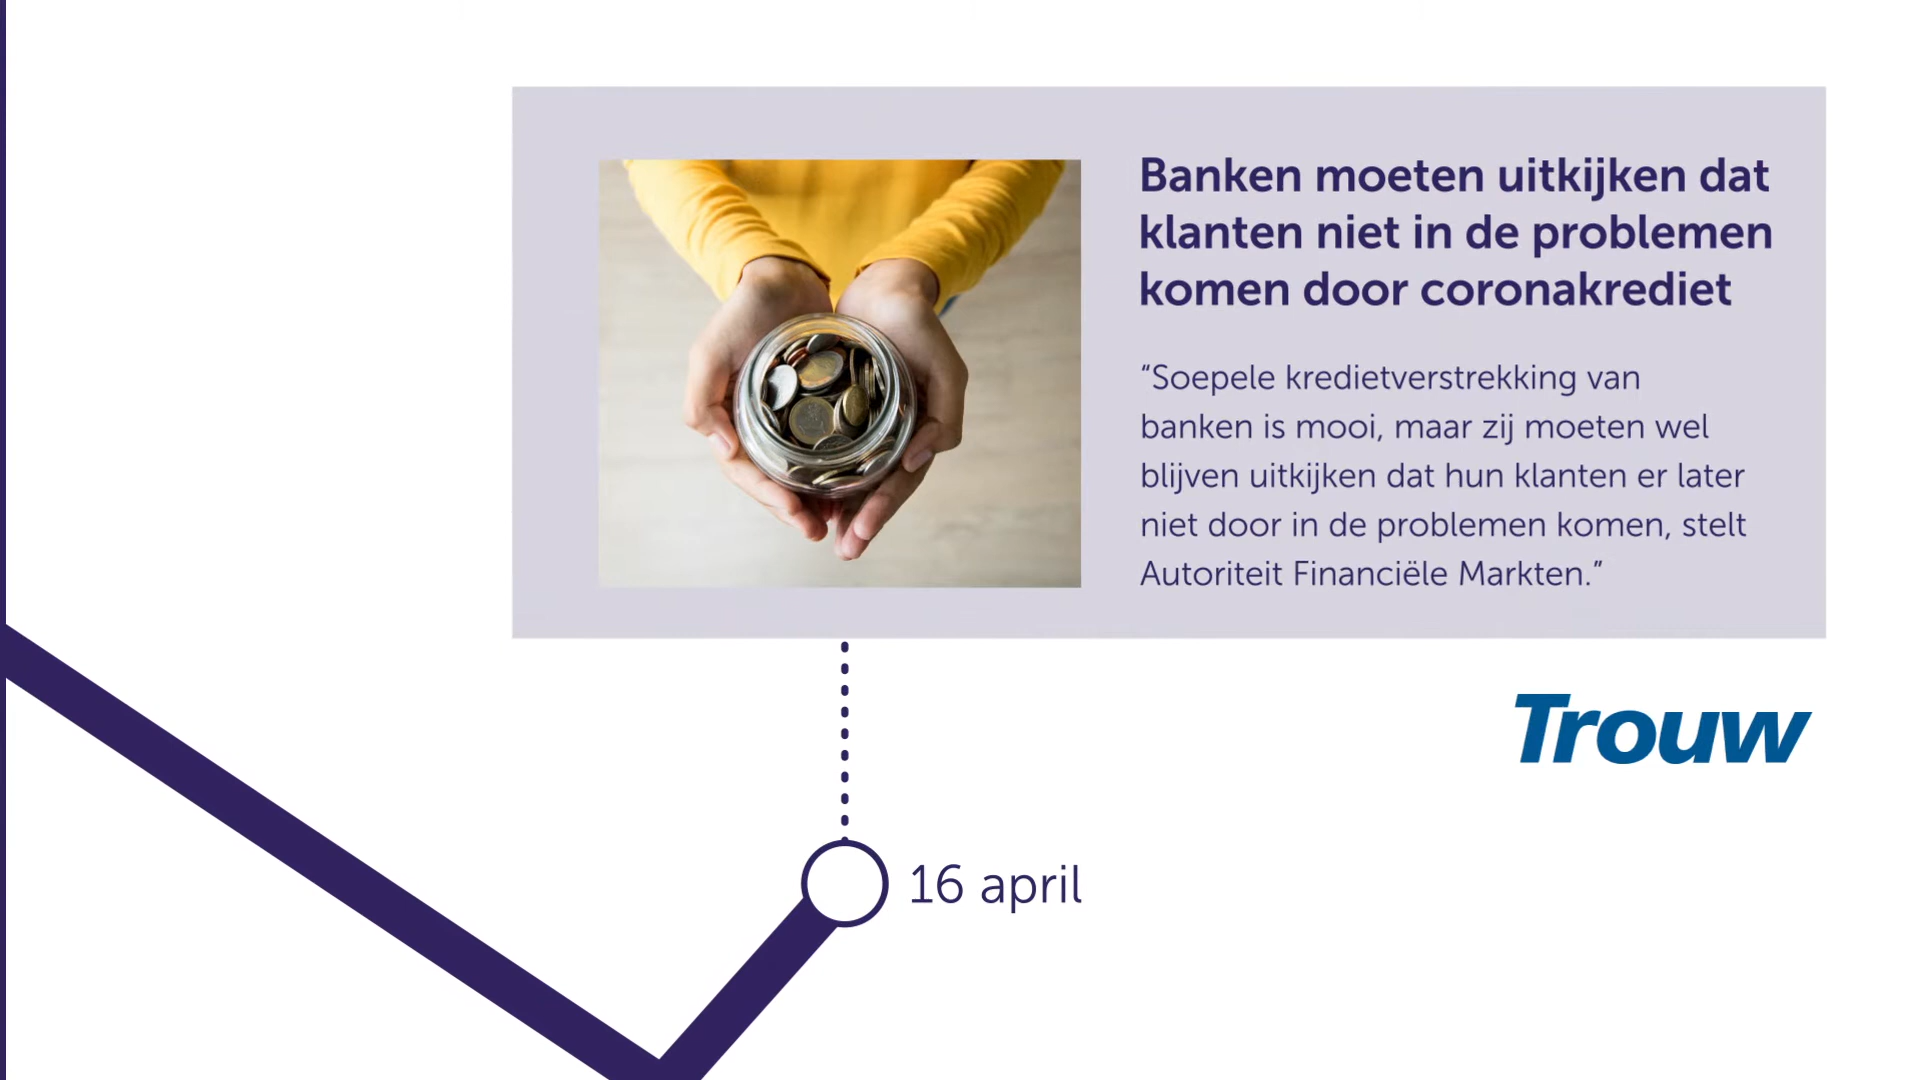 Banken moeten uitkijken dat
klanten niet in de problemen
komen door coronakrediet
“Soepele kredietverstrekking van
banken is mooi, maar zij moeten wel
blijven uitkijken dat hun klanten er later
niet door in de problemen komen, stelt
Autoriteit Financiële Markten.”
Trouw
16 april